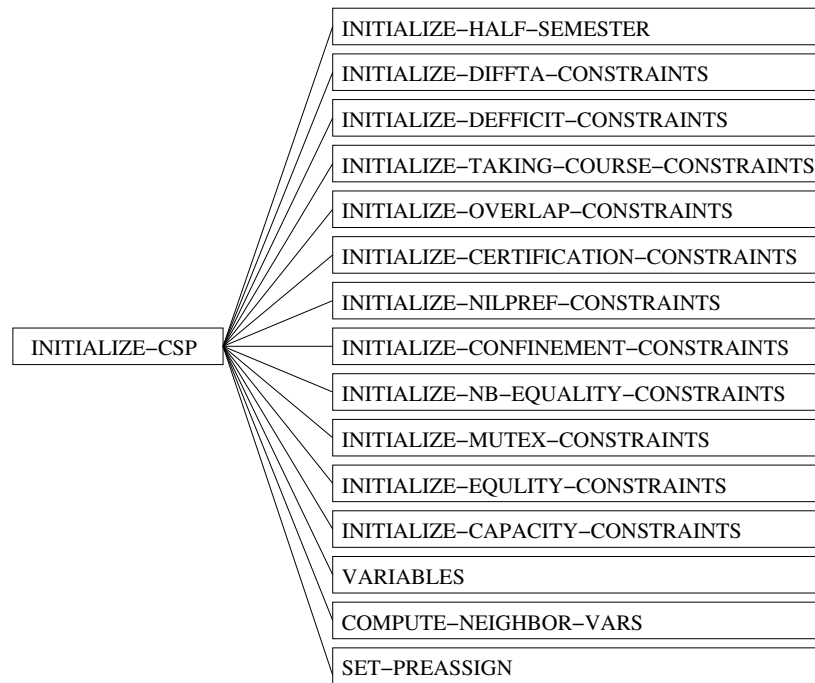 INITIALIZE−HALF−SEMESTER
INITIALIZE−DIFFTA−CONSTRAINTS
INITIALIZE−DEFFICIT−CONSTRAINTS
INITIALIZE−TAKING−COURSE−CONSTRAINTS
INITIALIZE−OVERLAP−CONSTRAINTS
INITIALIZE−CERTIFICATION−CONSTRAINTS
INITIALIZE−NILPREF−CONSTRAINTS
INITIALIZE−CSP
INITIALIZE−CONFINEMENT−CONSTRAINTS
INITIALIZE−NB−EQUALITY−CONSTRAINTS
INITIALIZE−MUTEX−CONSTRAINTS
INITIALIZE−EQULITY−CONSTRAINTS
INITIALIZE−CAPACITY−CONSTRAINTS
VARIABLES
COMPUTE−NEIGHBOR−VARS
SET−PREASSIGN